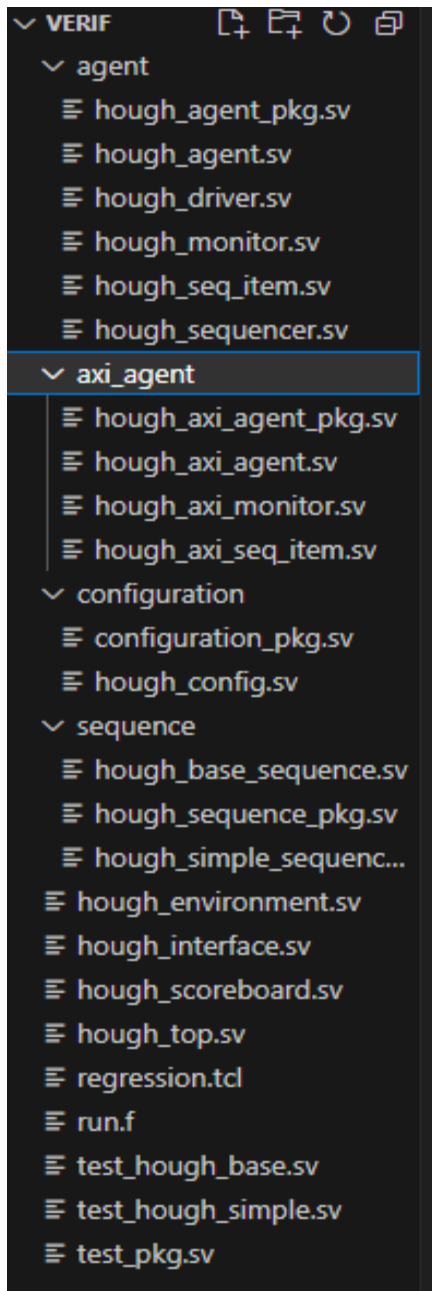 VERIF
agent
hough_agent_pkg.sv
hough_agent.sv
hough_driver.sv
hough_monitor.sv
hough_seq_item.sv
hough_sequencer.sv
axi_agent
hough_axi_agent_pkg.sv
hough_axi_agent.sv
hough_axi_monitor.sv
hough_axi_seq_item.sv
configuration
configuration_pkg.sv
hough_config.sv
sequence
hough_base_sequence.sv
hough_sequence_pkg.sv
hough_simple_sequenc...
hough_environment.sv
hough_interface.sv
hough_scoreboard.sv
hough_top.sv
regression.tcl
run.f
test_hough_base.sv
test_hough_simple.sv
test_pkg.sv